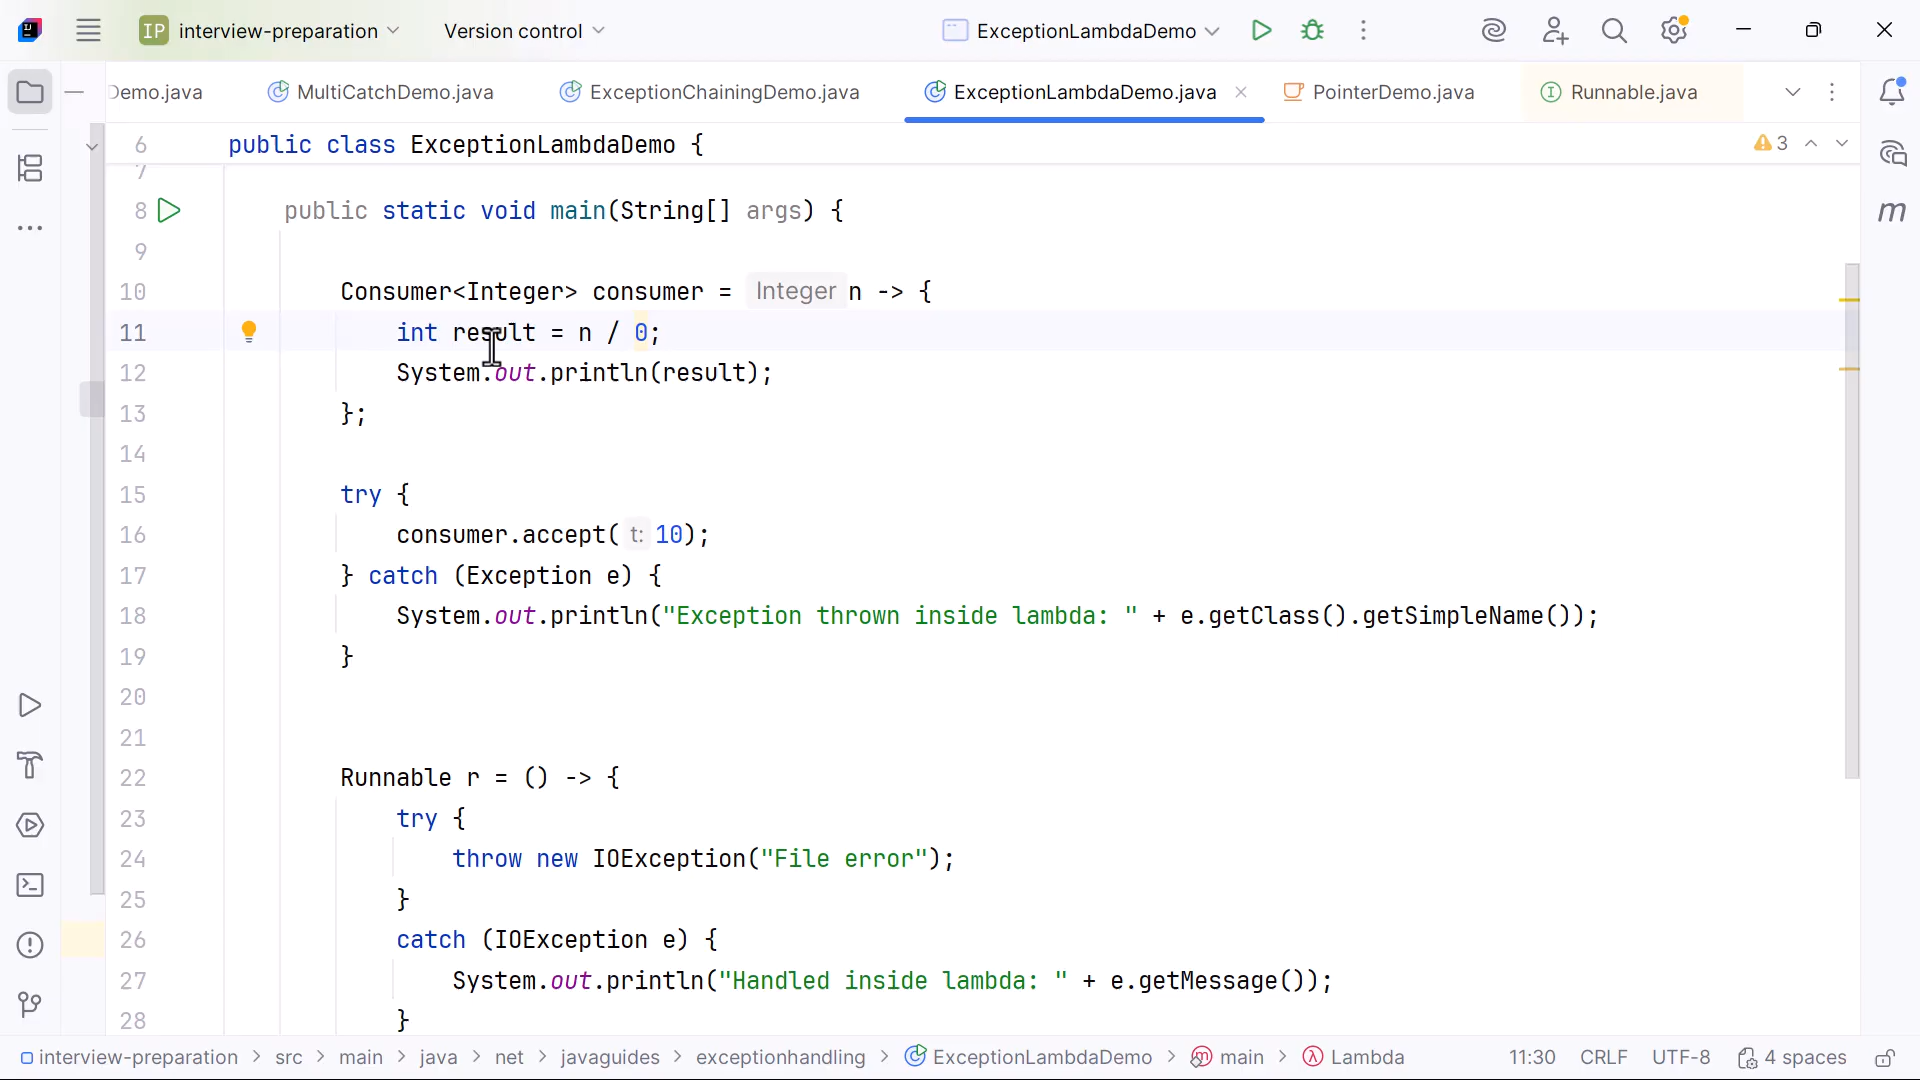 IP interview-preparation Version control ExceptionLambdaDemo
Demo.java MultiCatchDemo.java ExceptionChainingDemo.java ExceptionLambdaDemo.java PointerDemo.java Runnable.java
6 public class ExceptionLambdaDemo { 3
7
8 public static void main(String[] args) {
9
10 Consumer<Integer> consumer = Integer n -> {
11 int result = n / 0;
12 System.out.println(result);
13 };
14
15 try {
16 consumer.accept( t: 10);
17 } catch (Exception e) {
18 System.out.println("Exception thrown inside lambda: " + e.getClass().getSimpleName());
19 }
20
21
22 Runnable r = () -> {
23 try {
24 throw new IOException("File error");
25 }
26 catch (IOException e) {
27 System.out.println("Handled inside lambda: " + e.getMessage());
28 }
interview-preparation > src > main > java > net > javaguides > exceptionhandling > ExceptionLambdaDemo > main > Lambda 11:30 CRLF UTF-8 4 spaces